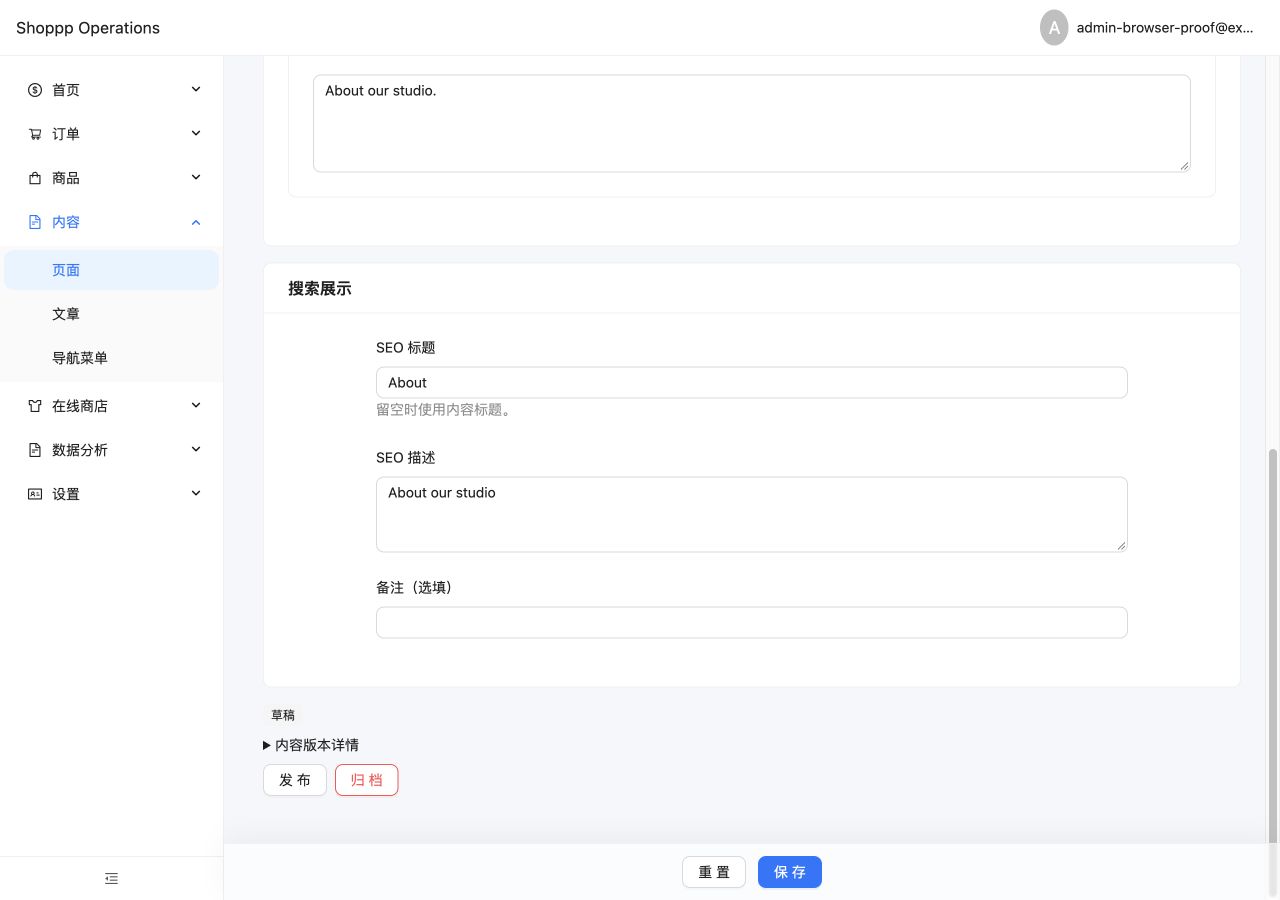 Shoppp Operations
A
admin-browser-proof@ex...
首页
订单
商品
内容
页面
文章
导航菜单
在线商店
数据分析
设置
About our studio.
搜索展示
SEO 标题
About
留空时使用内容标题。
SEO 描述
About our studio
备注（选填）
草稿
内容版本详情
发 布
归 档
重 置
保 存